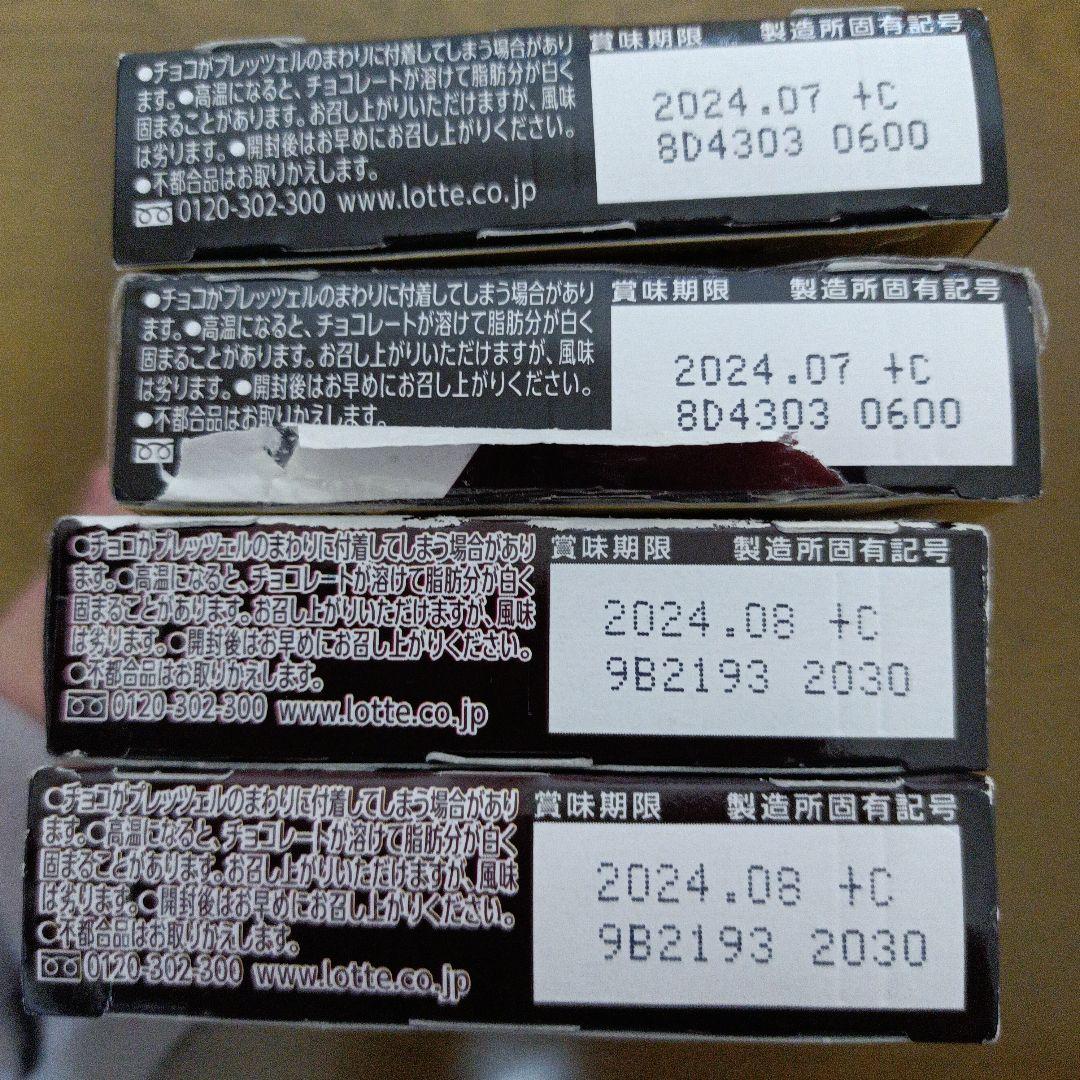 ●チョコがプレッツェルのまわりに付着してしまう場合があり
ます。●高温になると、チョコレートが溶けて脂肪分が白く
固まることがあります。お召し上がりいただけますが、風味
は劣ります。●開封後はお早めにお召し上がりください。
●不都合品はお取りかえします。
0120-302-300 www.lotte.co.jp
賞味期限 製造所固有記号
2024.07 +C
8D4303 0600
●チョコがプレッツェルのまわりに付着してしまう場合があり
ます。●高温になると、チョコレートが溶けて脂肪分が白く
固まることがあります。お召し上がりいただけますが、風味
は劣ります。●開封後はお早めにお召し上がりください。
●不都合品はお取りかえします。
賞味期限 製造所固有記号
2024.07 +C
8D4303 0600
●チョコがプレッツェルのまわりに付着してしまう場合があり
ます。●高温になると、チョコレートが溶けて脂肪分が白く
固まることがあります。お召し上がりいただけますが、風味
は劣ります。●開封後はお早めにお召し上がりください。
●不都合品はお取りかえします。
0120-302-300 www.lotte.co.jp
賞味期限 製造所固有記号
2024.08 +C
9B2193 2030
●チョコがプレッツェルのまわりに付着してしまう場合があり
ます。●高温になると、チョコレートが溶けて脂肪分が白く
固まることがあります。お召し上がりいただけますが、風味
は劣ります。●開封後はお早めにお召し上がりください。
●不都合品はお取りかえします。
0120-302-300 www.lotte.co.jp
賞味期限 製造所固有記号
2024.08 +C
9B2193 2030